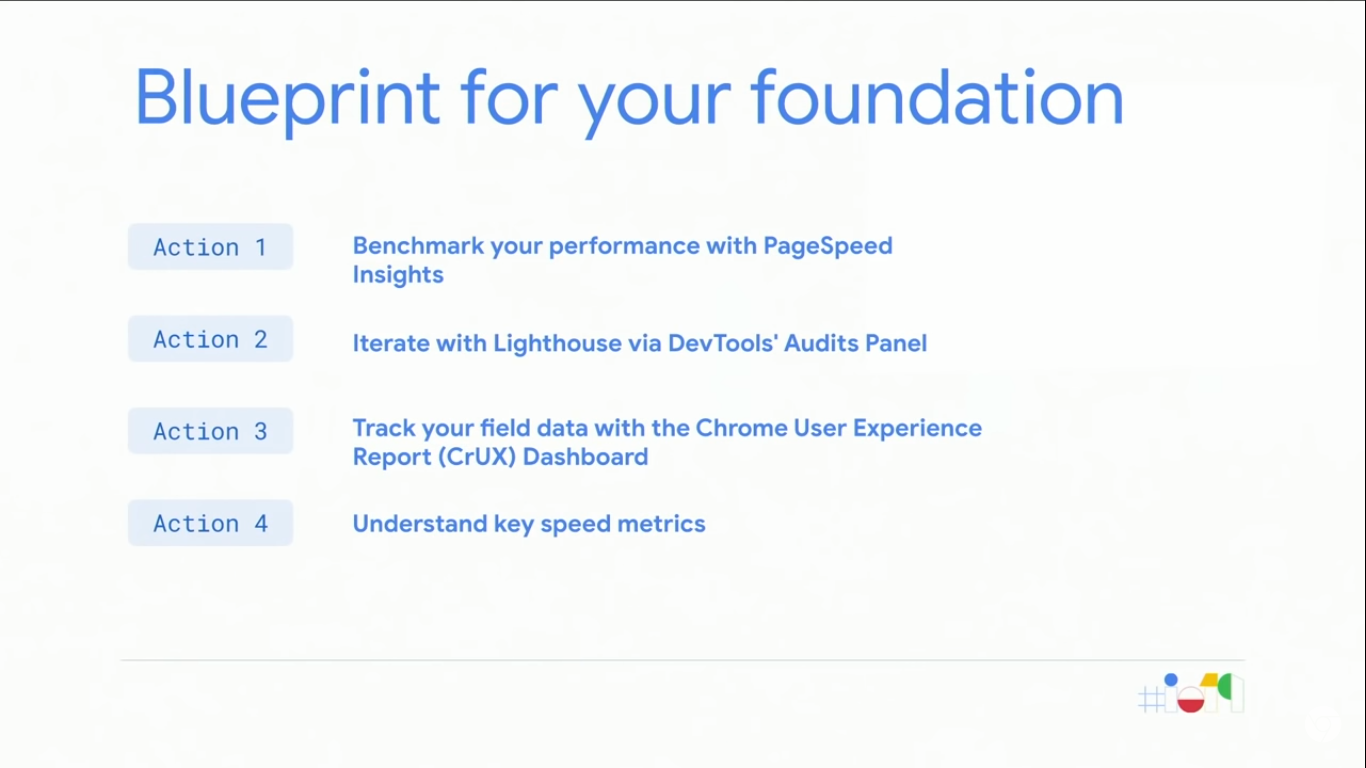 Blueprint for your foundation
Action 1
Benchmark your performance with PageSpeed
Insights
Action 2
Iterate with Lighthouse via DevTools' Audits Panel
Action 3
Track your field data with the Chrome User Experience
Report (CrUX) Dashboard
Action 4
Understand key speed metrics
#io19